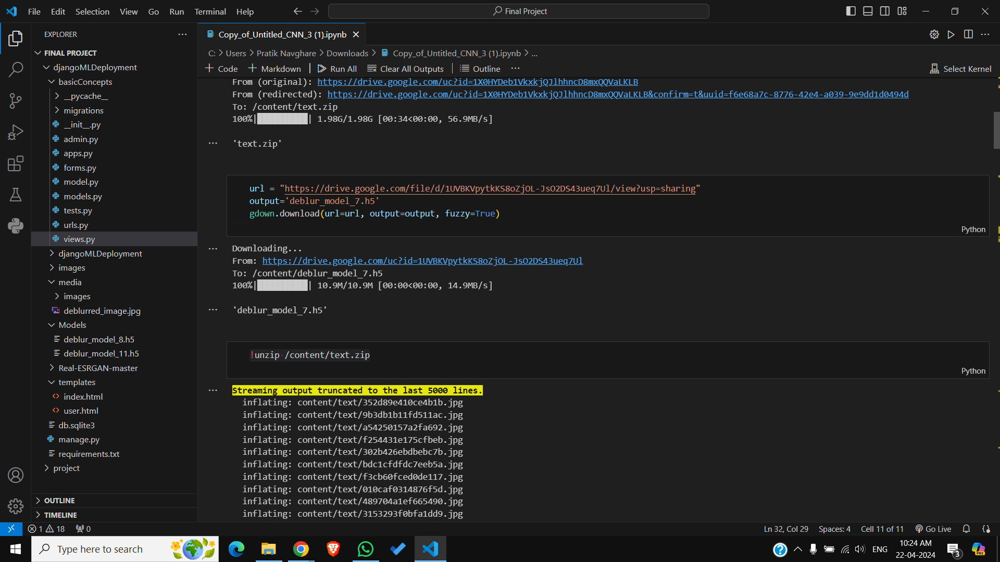 File Edit Selection View Go Run Terminal Help
Final Project
EXPLORER
FINAL PROJECT
djangoMLDeployment
basicConcepts
__pycache__
migrations
__init__.py
admin.py
apps.py
forms.py
model.py
models.py
tests.py
urls.py
views.py
djangoMLDeployment
images
media
images
deblurred_image.jpg
Models
deblur_model_8.h5
deblur_model_11.h5
Real-ESRGAN-master
templates
index.html
user.html
db.sqlite3
manage.py
requirements.txt
project
OUTLINE
TIMELINE
Copy_of_Untitled_CNN_3 (1).ipynb
C: > Users > Pratik Navghare > Downloads > Copy_of_Untitled_CNN_3 (1).ipynb > ...
+ Code + Markdown | Run All Clear All Outputs | Outline ... Select Kernel
From (original): https://drive.google.com/uc?id=1X0HYDeb1VkxkjQJlhhncD8mxQQVaLKLB
From (redirected): https://drive.google.com/uc?id=1X0HYDeb1VkxkjQJlhhncD8mxQQVaLKLB&confirm=t&uuid=f6e68a7c-8776-42e4-a039-9e9dd1d0494d
To: /content/text.zip
100%|██████████| 1.98G/1.98G [00:34<00:00, 56.9MB/s]
'text.zip'
url = "https://drive.google.com/file/d/1UVBKVpytkKS8oZjOL-JsO2DS43ueq7Ul/view?usp=sharing"
output='deblur_model_7.h5'
gdown.download(url=url, output=output, fuzzy=True)
Python
Downloading...
From: https://drive.google.com/uc?id=1UVBKVpytkKS8oZjOL-JsO2DS43ueq7Ul
To: /content/deblur_model_7.h5
100%|██████████| 10.9M/10.9M [00:00<00:00, 14.9MB/s]
'deblur_model_7.h5'
!unzip /content/text.zip
Python
Streaming output truncated to the last 5000 lines.
inflating: content/text/352d89e410ce4b1b.jpg
inflating: content/text/9b3db1b11fd511ac.jpg
inflating: content/text/a54250157a2fa692.jpg
inflating: content/text/f254431e175cfbeb.jpg
inflating: content/text/302b426ebdbebc7b.jpg
inflating: content/text/bdc1cfdfdc7eeb5a.jpg
inflating: content/text/f3cb60fced0de117.jpg
inflating: content/text/010caf0314876f5d.jpg
inflating: content/text/489704a1ef665490.jpg
inflating: content/text/3153293f0bfa1dd9.jpg
1 18 0
Ln 32, Col 29 Spaces: 4 Cell 11 of 11 Go Live
Type here to search
ENG
10:24 AM
22-04-2024
3
PRE